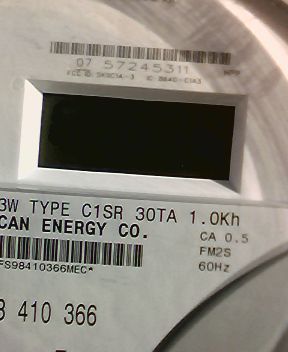 07 57245311
3W TYPE C1SR 30TA 1.0Kh
CAN ENERGY CO.
CA 0.5
FM2S
60Hz
FS98410366MEC*
8 410 366